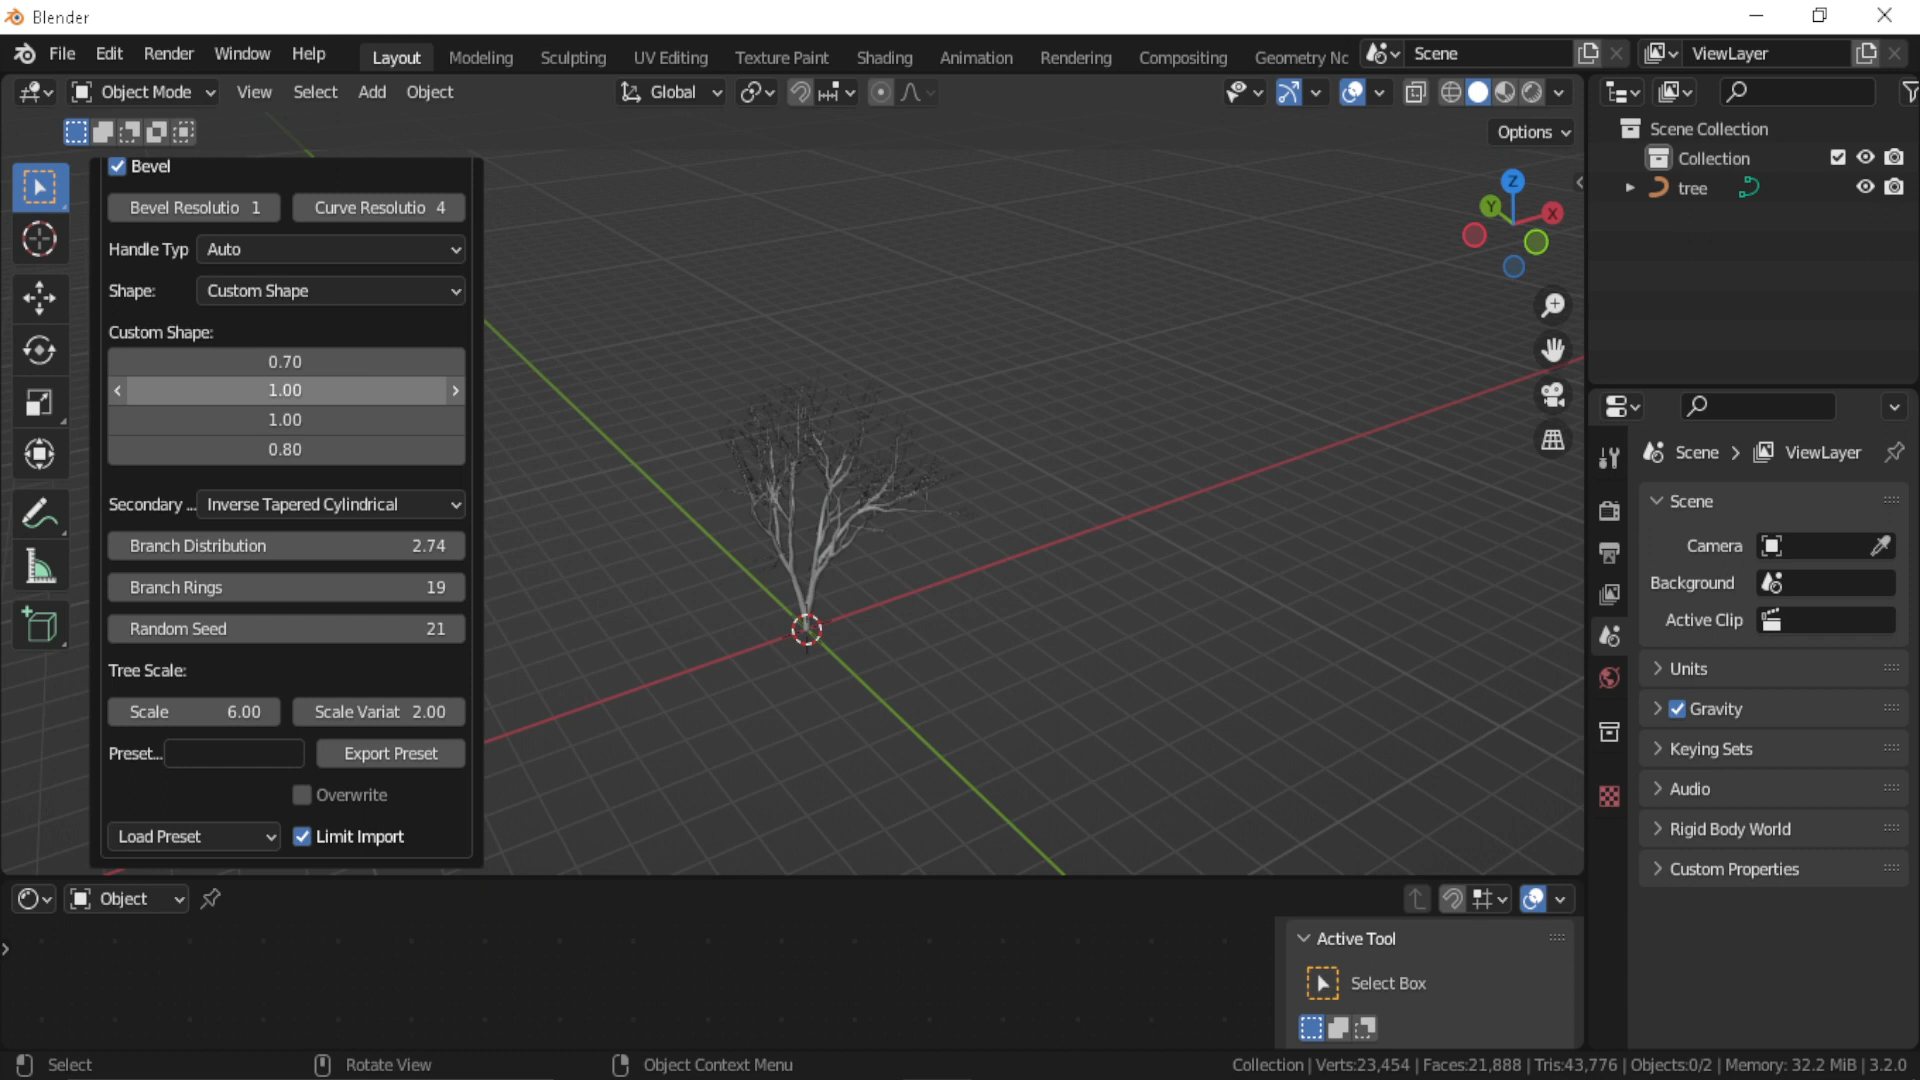 Blender
File Edit Render Window Help Layout Modeling Sculpting UV Editing Texture Paint Shading Animation Rendering Compositing Geometry Nc Scene ViewLayer
Object Mode View Select Add Object Global
Options
Bevel
Bevel Resolutio 1 Curve Resolutio 4
Handle Typ Auto
Shape: Custom Shape
Custom Shape:
0.70
1.00
1.00
0.80
Secondary ... Inverse Tapered Cylindrical
Branch Distribution 2.74
Branch Rings 19
Random Seed 21
Tree Scale:
Scale 6.00 Scale Variat 2.00
Preset... Export Preset
Overwrite
Load Preset Limit Import
Z
Y
X
Scene Collection
Collection
tree
Scene ViewLayer
Scene
Camera
Background
Active Clip
Units
Gravity
Keying Sets
Audio
Rigid Body World
Custom Properties
Object
Active Tool
Select Box
Select Rotate View Object Context Menu Collection | Verts:23,454 | Faces:21,888 | Tris:43,776 | Objects:0/2 | Memory: 32.2 MiB | 3.2.0